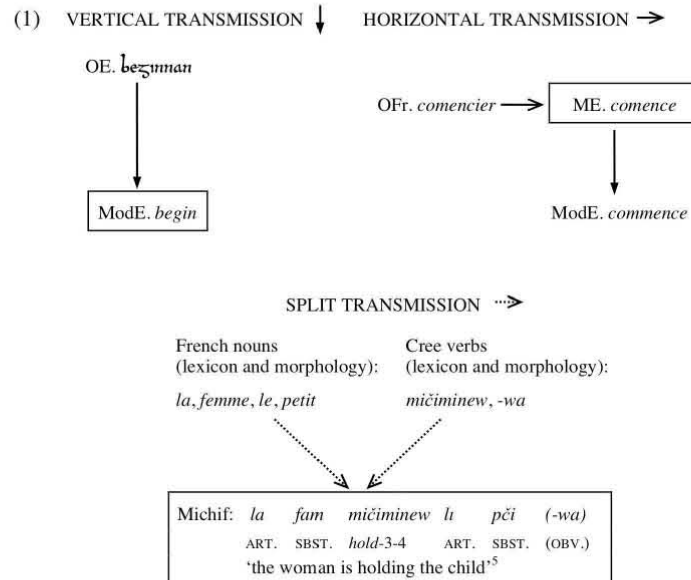 (1) VERTICAL TRANSMISSION ↓ HORIZONTAL TRANSMISSION →
OE. beᵹınnan
OFr. comencier → ME. comence
ModE. begin
ModE. commence
SPLIT TRANSMISSION
French nouns
(lexicon and morphology):
la, femme, le, petit
Cree verbs
(lexicon and morphology):
mičiminew, -wa
Michif: la fam mičiminew lɪ pči (-wa)
ART. SBST. hold-3-4 ART. SBST. (OBV.)
‘the woman is holding the child’⁵